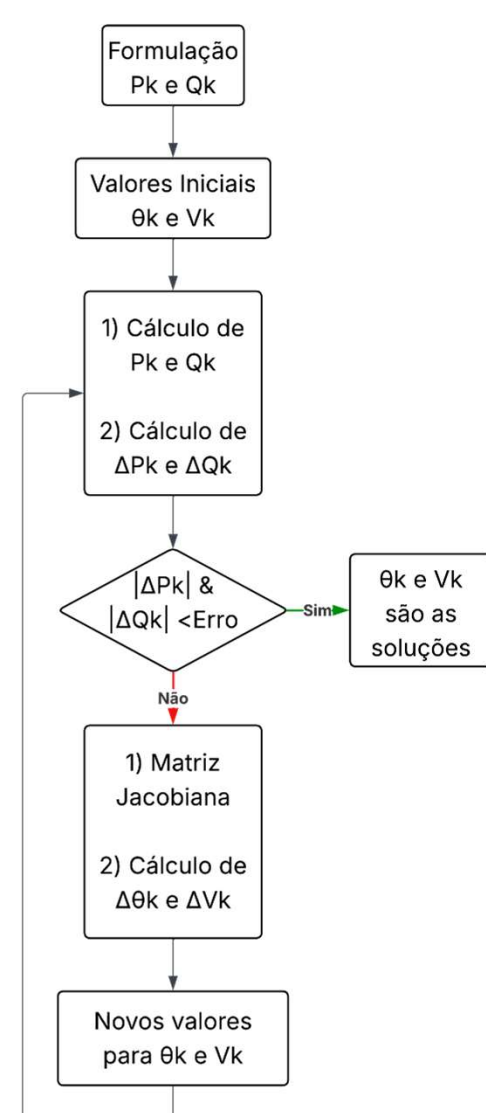 Formulação
Pk e Qk
Valores Iniciais
θk e Vk
1) Cálculo de
Pk e Qk
2) Cálculo de
ΔPk e ΔQk
|ΔPk| &
|ΔQk| <Erro
Sim
θk e Vk
são as
soluções
Não
1) Matriz
Jacobiana
2) Cálculo de
Δθk e ΔVk
Novos valores
para θk e Vk